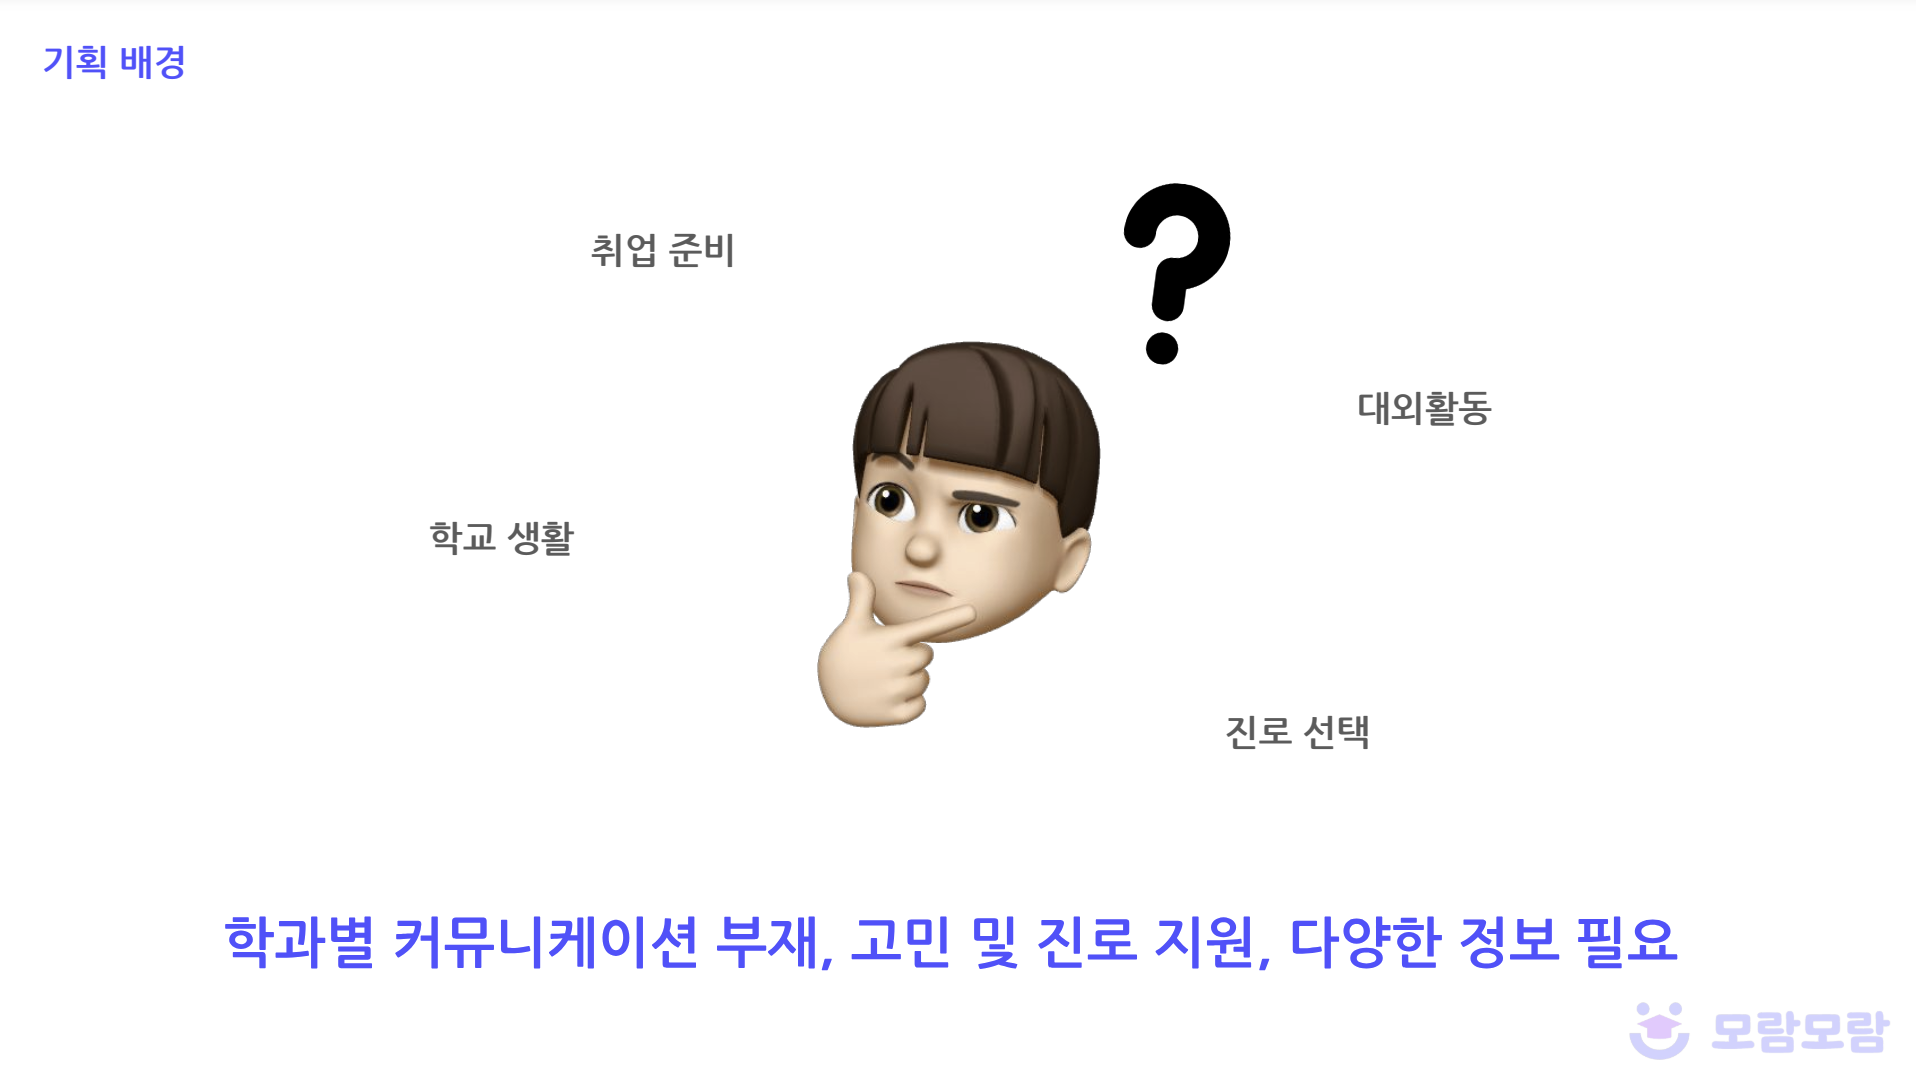 기획 배경
취업 준비
대외활동
학교 생활
진로 선택
학과별 커뮤니케이션 부재, 고민 및 진로 지원, 다양한 정보 필요
모람모람